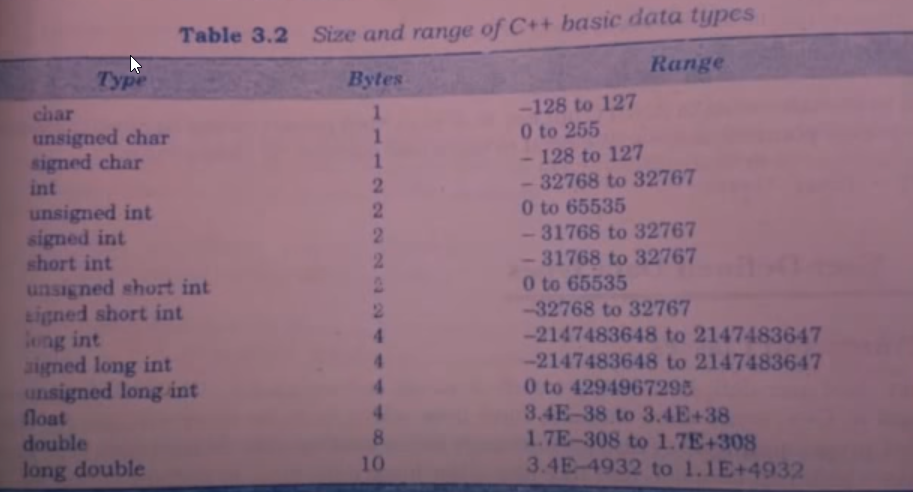 Table 3.2 Size and range of C++ basic data types
Type Bytes Range
char 1 –128 to 127
unsigned char 1 0 to 255
signed char 1 – 128 to 127
int 2 – 32768 to 32767
unsigned int 2 0 to 65535
signed int 2 – 31768 to 32767
short int 2 – 31768 to 32767
unsigned short int 2 0 to 65535
signed short int 2 –32768 to 32767
long int 4 –2147483648 to 2147483647
signed long int 4 –2147483648 to 2147483647
unsigned long int 4 0 to 4294967295
float 4 3.4E–38 to 3.4E+38
double 8 1.7E–308 to 1.7E+308
long double 10 3.4E–4932 to 1.1E+4932